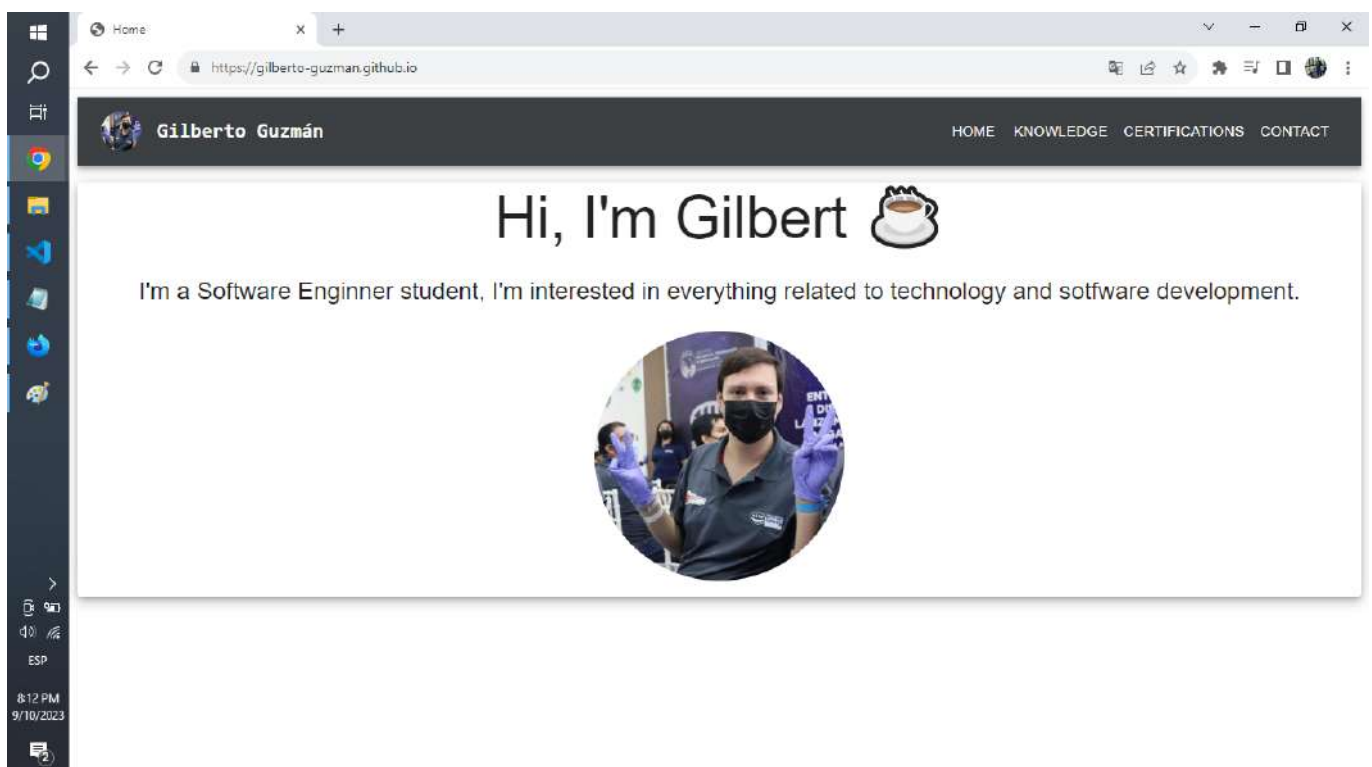 Home
https://gilberto-guzman.github.io
Gilberto Guzmán
HOME KNOWLEDGE CERTIFICATIONS CONTACT
Hi, I'm Gilbert
I'm a Software Enginner student, I'm interested in everything related to technology and sotfware development.
ESP
8:12 PM
9/10/2023
2